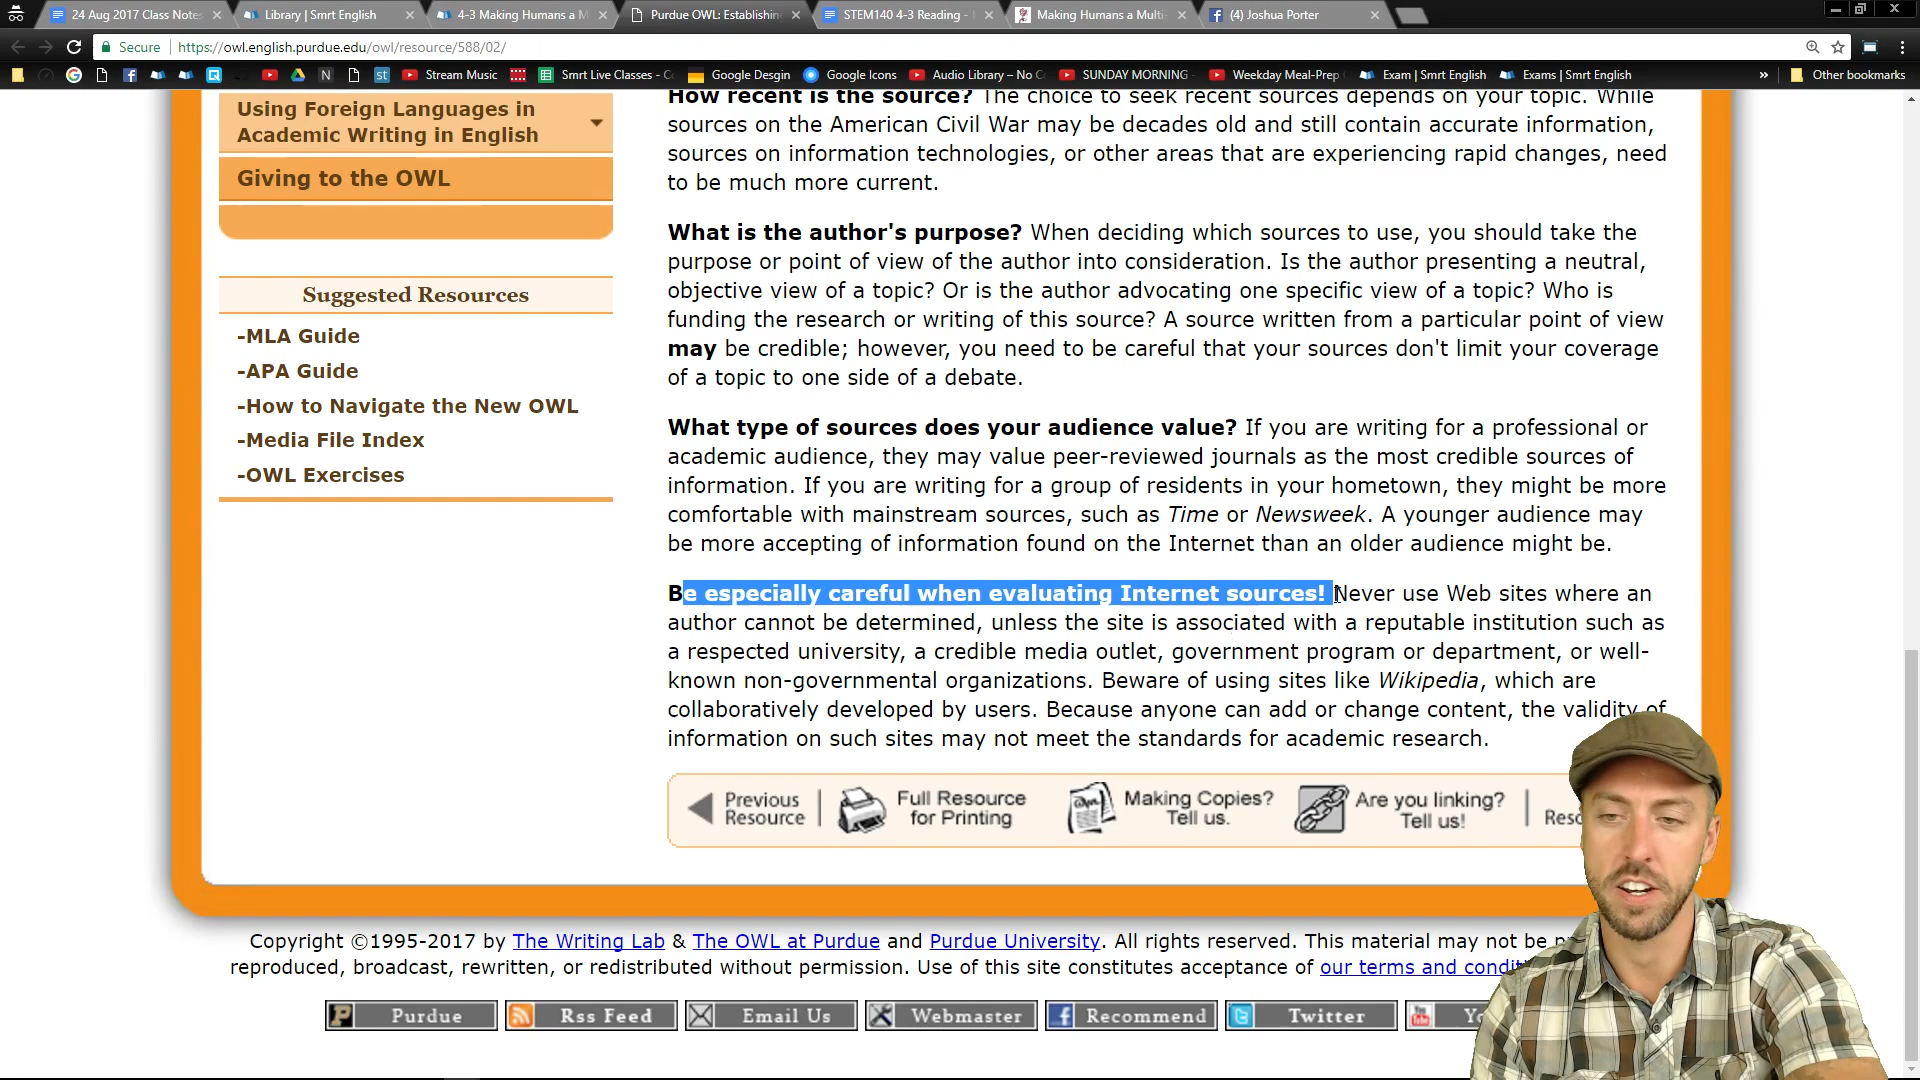 24 Aug 2017 Class Notes
Library | Smrt English
4-3 Making Humans a M
Purdue OWL: Establishin
STEM140 4-3 Reading -
Making Humans a Multi-
(4) Joshua Porter
Secure
https://owl.english.purdue.edu/owl/resource/588/02/
Stream Music
Smrt Live Classes - Co
Google Desgin
Google Icons
Audio Library – No Co
SUNDAY MORNING
Weekday Meal-Prep
Exam | Smrt English
Exams | Smrt English
Other bookmarks
Using Foreign Languages in
Academic Writing in English
Giving to the OWL
Suggested Resources
-MLA Guide
-APA Guide
-How to Navigate the New OWL
-Media File Index
-OWL Exercises
How recent is the source? The choice to seek recent sources depends on your topic. While
sources on the American Civil War may be decades old and still contain accurate information,
sources on information technologies, or other areas that are experiencing rapid changes, need
to be much more current.
What is the author's purpose? When deciding which sources to use, you should take the
purpose or point of view of the author into consideration. Is the author presenting a neutral,
objective view of a topic? Or is the author advocating one specific view of a topic? Who is
funding the research or writing of this source? A source written from a particular point of view
may be credible; however, you need to be careful that your sources don't limit your coverage
of a topic to one side of a debate.
What type of sources does your audience value? If you are writing for a professional or
academic audience, they may value peer-reviewed journals as the most credible sources of
information. If you are writing for a group of residents in your hometown, they might be more
comfortable with mainstream sources, such as Time or Newsweek. A younger audience may
be more accepting of information found on the Internet than an older audience might be.
Be especially careful when evaluating Internet sources! Never use Web sites where an
author cannot be determined, unless the site is associated with a reputable institution such as
a respected university, a credible media outlet, government program or department, or well-
known non-governmental organizations. Beware of using sites like Wikipedia, which are
collaboratively developed by users. Because anyone can add or change content, the validity of
information on such sites may not meet the standards for academic research.
Previous
Resource
Full Resource
for Printing
Making Copies?
Tell us.
Are you linking?
Tell us!
Copyright ©1995-2017 by The Writing Lab & The OWL at Purdue and Purdue University. All rights reserved. This material may not be
reproduced, broadcast, rewritten, or redistributed without permission. Use of this site constitutes acceptance of our terms and condit
Purdue
Rss Feed
Email Us
Webmaster
Recommend
Twitter